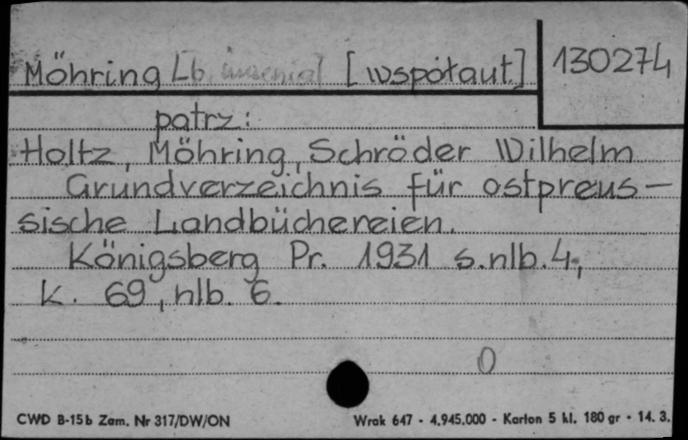 Möhring [b. imienia] [wspołaut.] 130274
patrz:
Holtz, Möhring, Schröder Wilhelm
Grundverzeichnis für ostpreus-
sische Landbüchereien.
Königsberg Pr. 1931 s.nlb.4,
k. 69, nlb. 6.
0
CWD B-15b Zam. Nr 317/DW/ON Wrak 647 - 4.945.000 - Karton 5 kl. 180 gr - 14. 3.